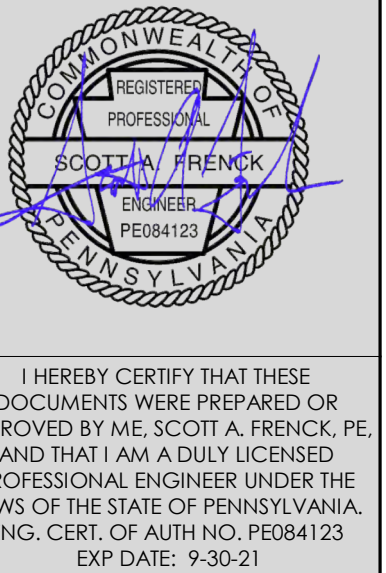 COMMONWEALTH OF
REGISTERED
PROFESSIONAL
SCOTT A. FRENCK
ENGINEER
PE084123
PENNSYLVANIA
I HEREBY CERTIFY THAT THESE
DOCUMENTS WERE PREPARED OR
PROVED BY ME, SCOTT A. FRENCK, PE,
AND THAT I AM A DULY LICENSED
ROFESSIONAL ENGINEER UNDER THE
WS OF THE STATE OF PENNSYLVANIA.
NG. CERT. OF AUTH NO. PE084123
EXP DATE: 9-30-21